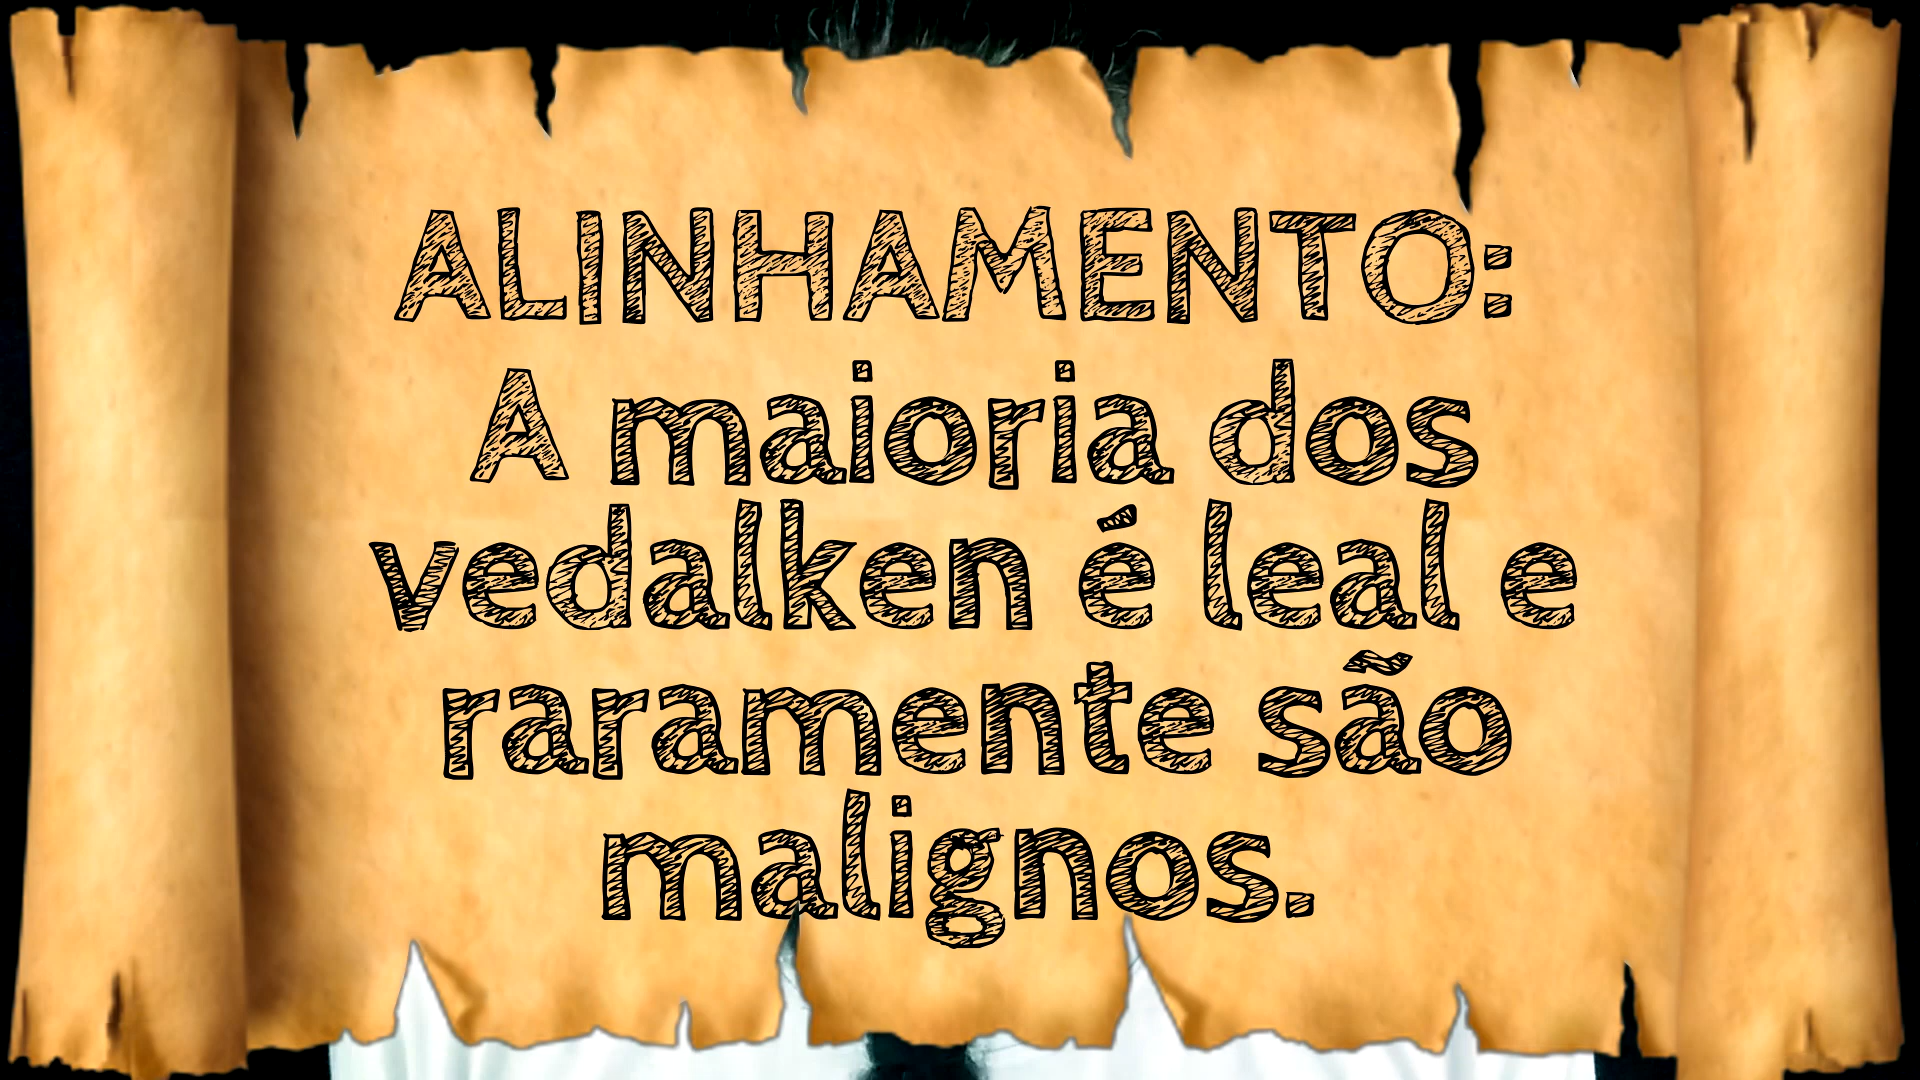 ALINHAMENTO:
A maioria dos
vedalken é leal e
raramente são
malignos.